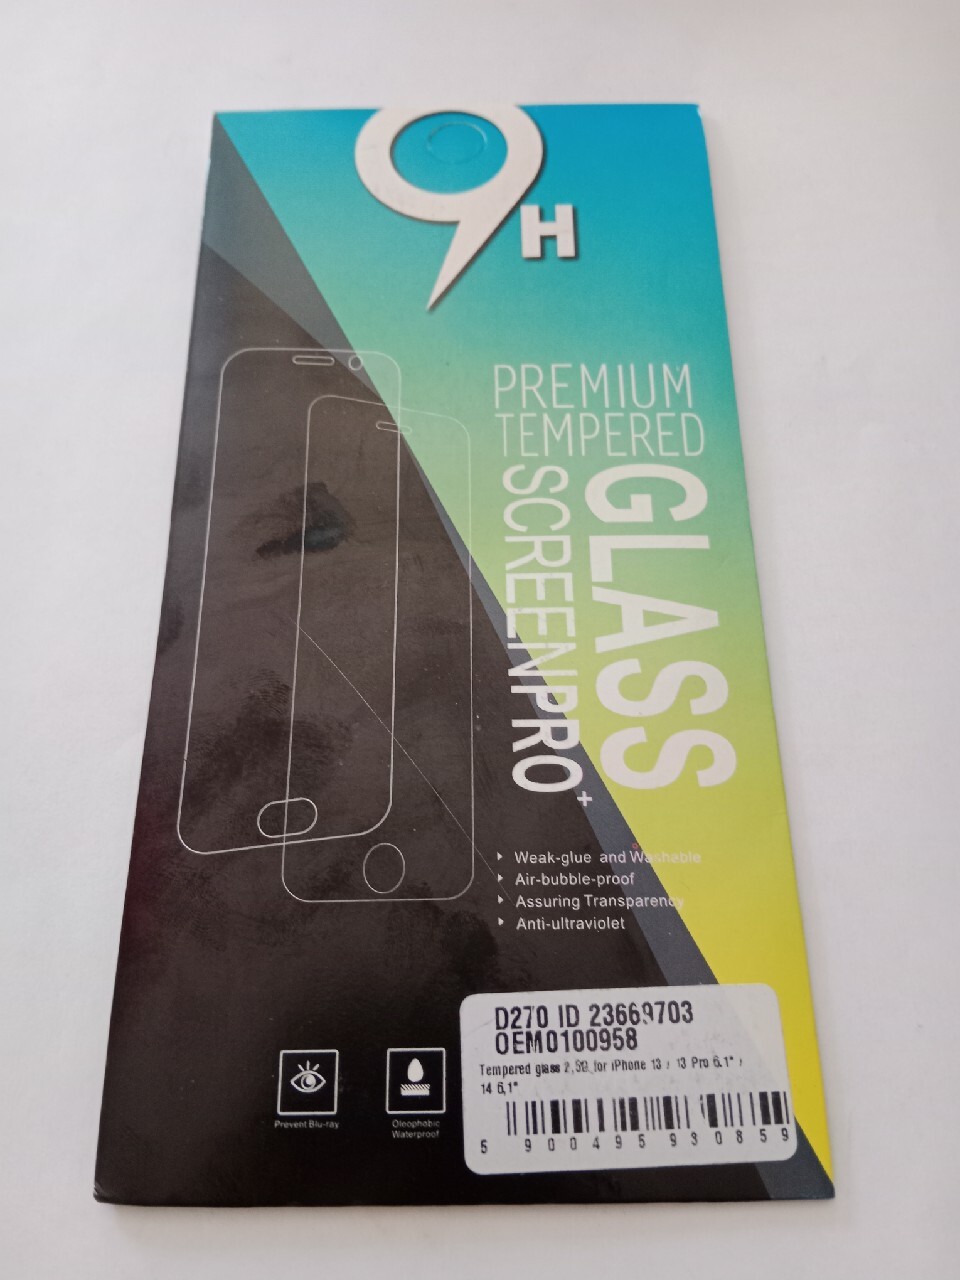 9H
PREMIUM
TEMPERED
GLASS
SCREENPRO+
Weak-glue and Washable
Air-bubble-proof
Assuring Transparency
Anti-ultraviolet
Prevent Blu-ray
Oleophobic
Waterproof
D270 ID 23669703
OEM0100958
Tempered glass 2,5D for iPhone 13 / 13 Pro 6.1" /
14 6,1"
5 900495 930859